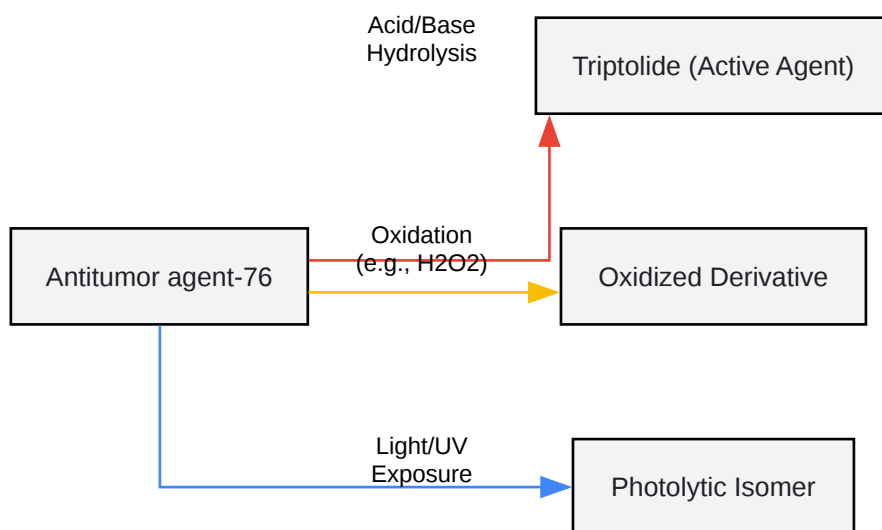 Acid/Base
Hydrolysis
Triptolide (Active Agent)
Antitumor agent-76
Oxidation
(e.g., H2O2)
Oxidized Derivative
Light/UV
Exposure
Photolytic Isomer